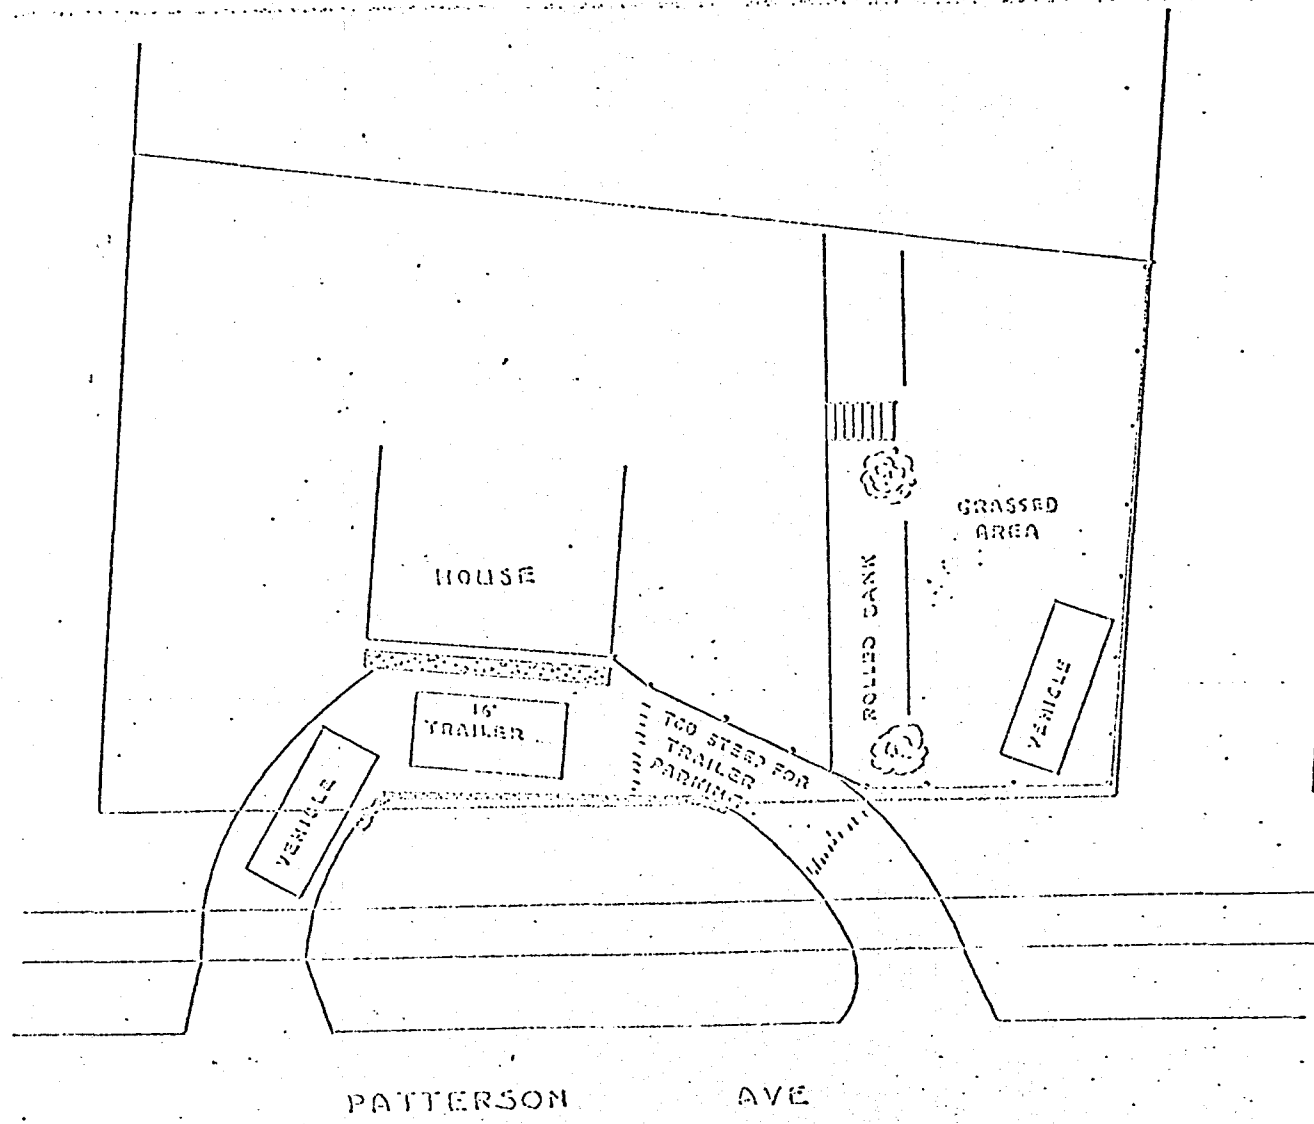 GRASSED
AREA
HOUSE
ROLLED BANK
VEHICLE
16'
TRAILER
TOO STEEP FOR
TRAILER
PARKING
VEHICLE
PATTERSON AVE